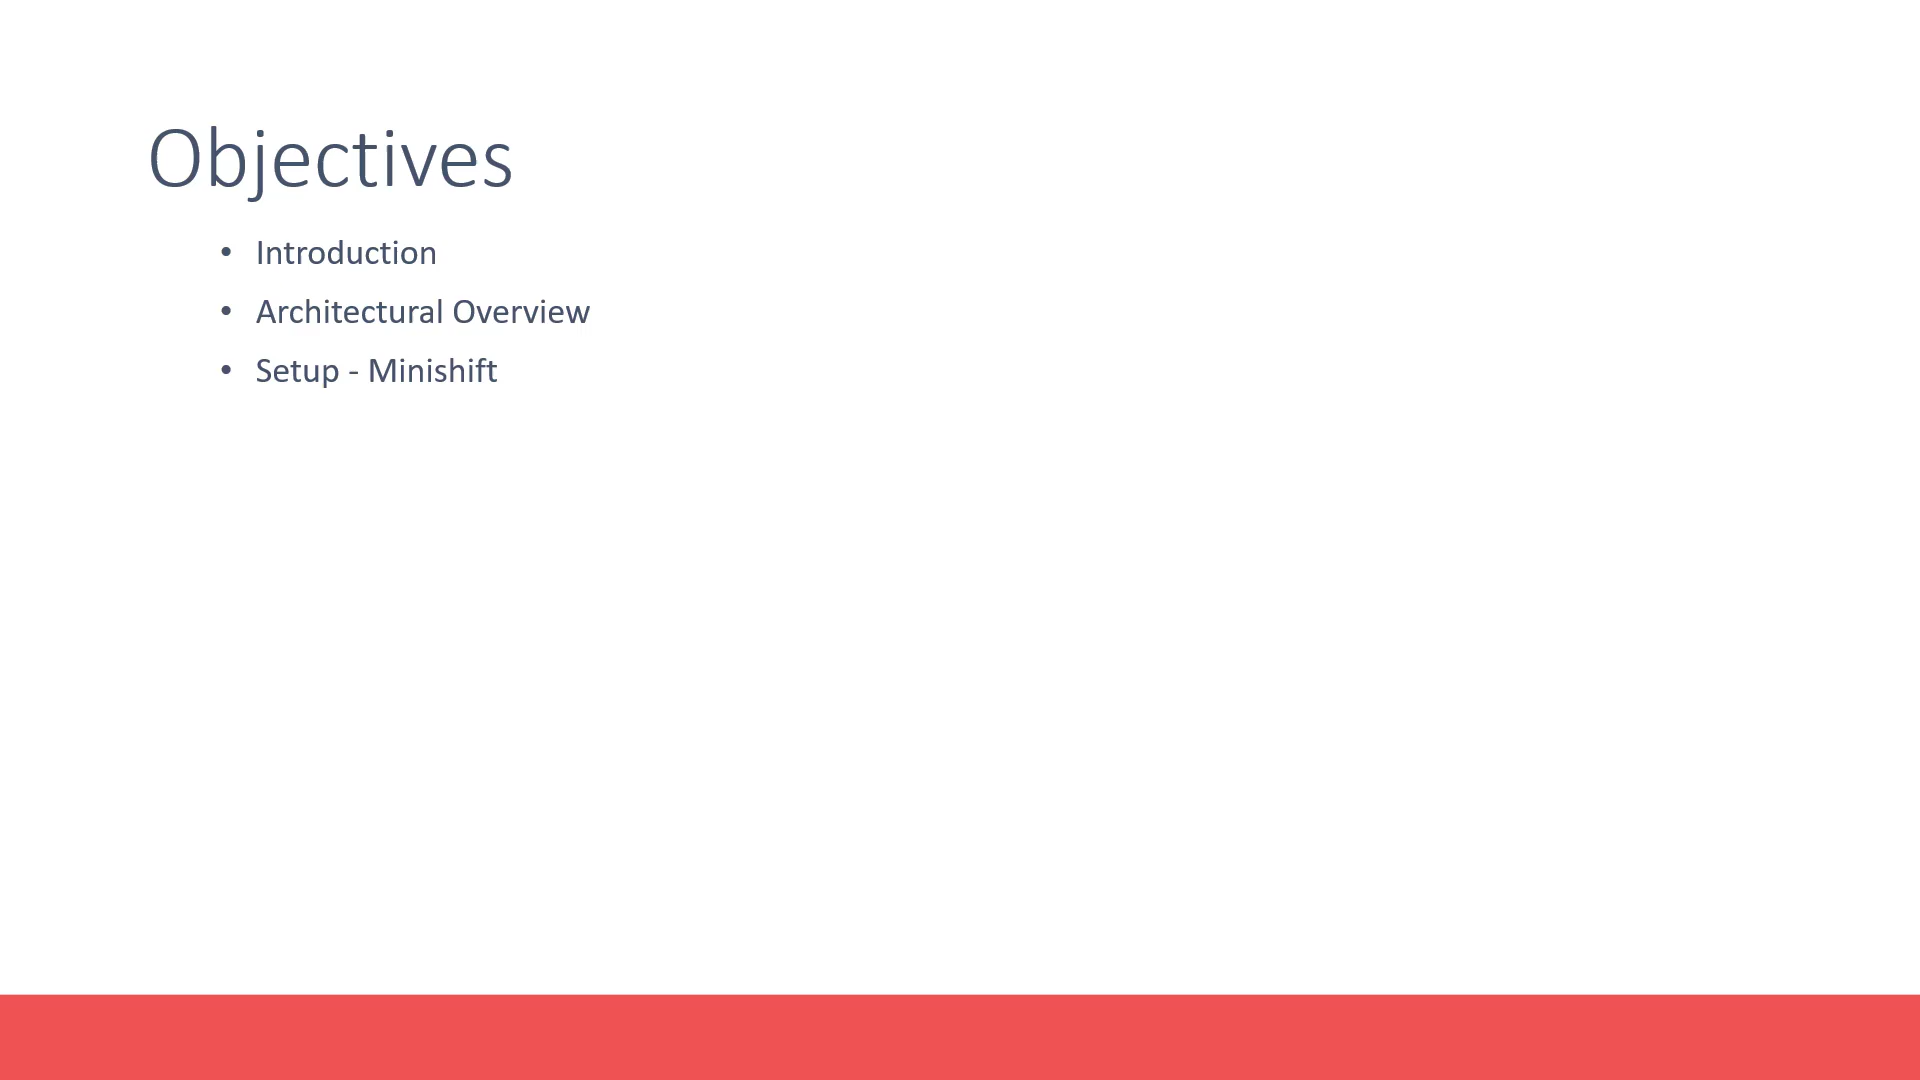 Objectives
• Introduction
• Architectural Overview
• Setup - Minishift